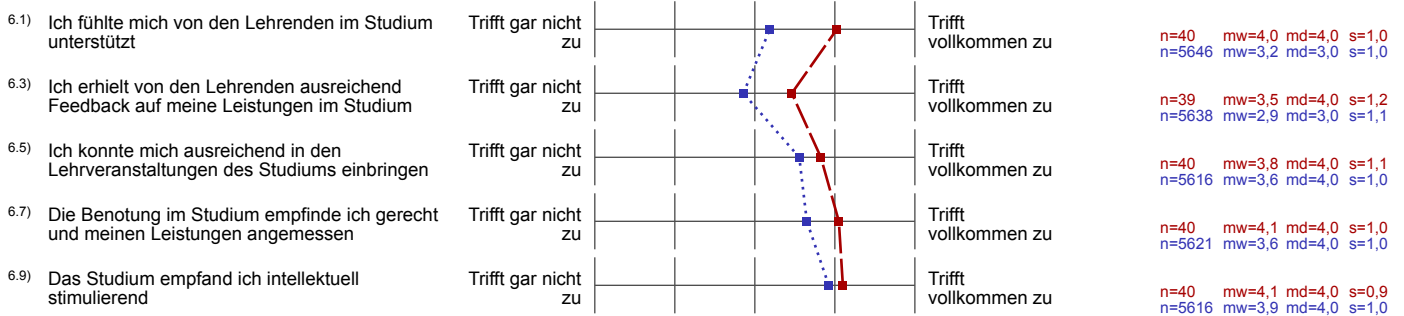 6.1) Ich fühlte mich von den Lehrenden im Studium
unterstützt
Trifft gar nicht
zu
Trifft
vollkommen zu
n=40 mw=4,0 md=4,0 s=1,0
n=5646 mw=3,2 md=3,0 s=1,0
6.3) Ich erhielt von den Lehrenden ausreichend
Feedback auf meine Leistungen im Studium
Trifft gar nicht
zu
Trifft
vollkommen zu
n=39 mw=3,5 md=4,0 s=1,2
n=5638 mw=2,9 md=3,0 s=1,1
6.5) Ich konnte mich ausreichend in den
Lehrveranstaltungen des Studiums einbringen
Trifft gar nicht
zu
Trifft
vollkommen zu
n=40 mw=3,8 md=4,0 s=1,1
n=5616 mw=3,6 md=4,0 s=1,0
6.7) Die Benotung im Studium empfinde ich gerecht
und meinen Leistungen angemessen
Trifft gar nicht
zu
Trifft
vollkommen zu
n=40 mw=4,1 md=4,0 s=1,0
n=5621 mw=3,6 md=4,0 s=1,0
6.9) Das Studium empfand ich intellektuell
stimulierend
Trifft gar nicht
zu
Trifft
vollkommen zu
n=40 mw=4,1 md=4,0 s=0,9
n=5616 mw=3,9 md=4,0 s=1,0